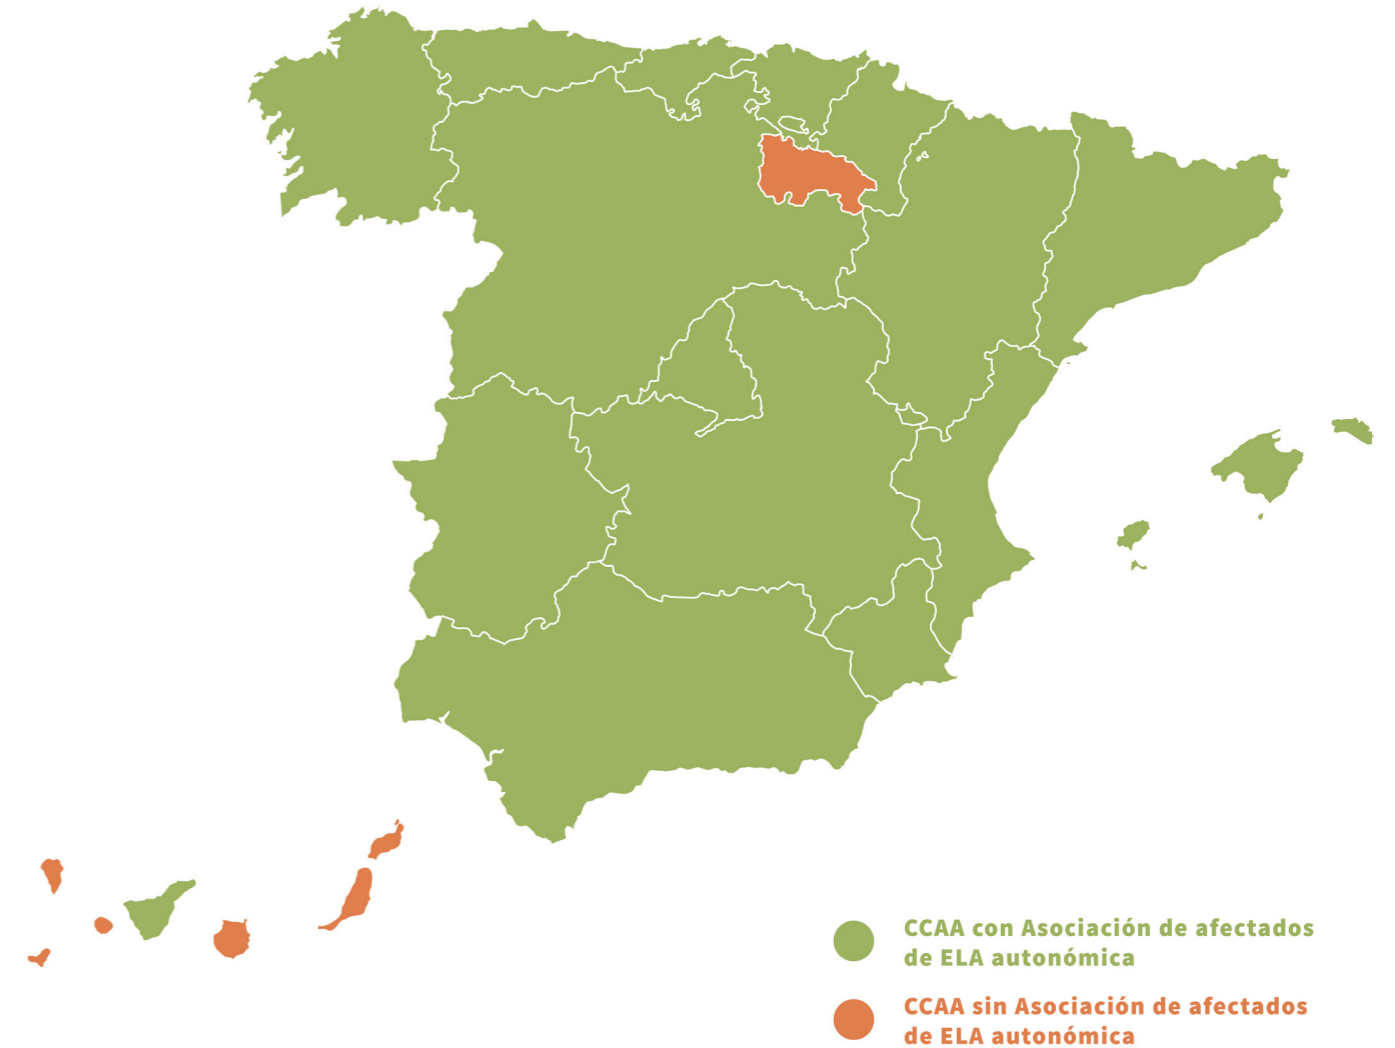 CCAA con Asociación de afectados
de ELA autonómica
CCAA sin Asociación de afectados
de ELA autonómica